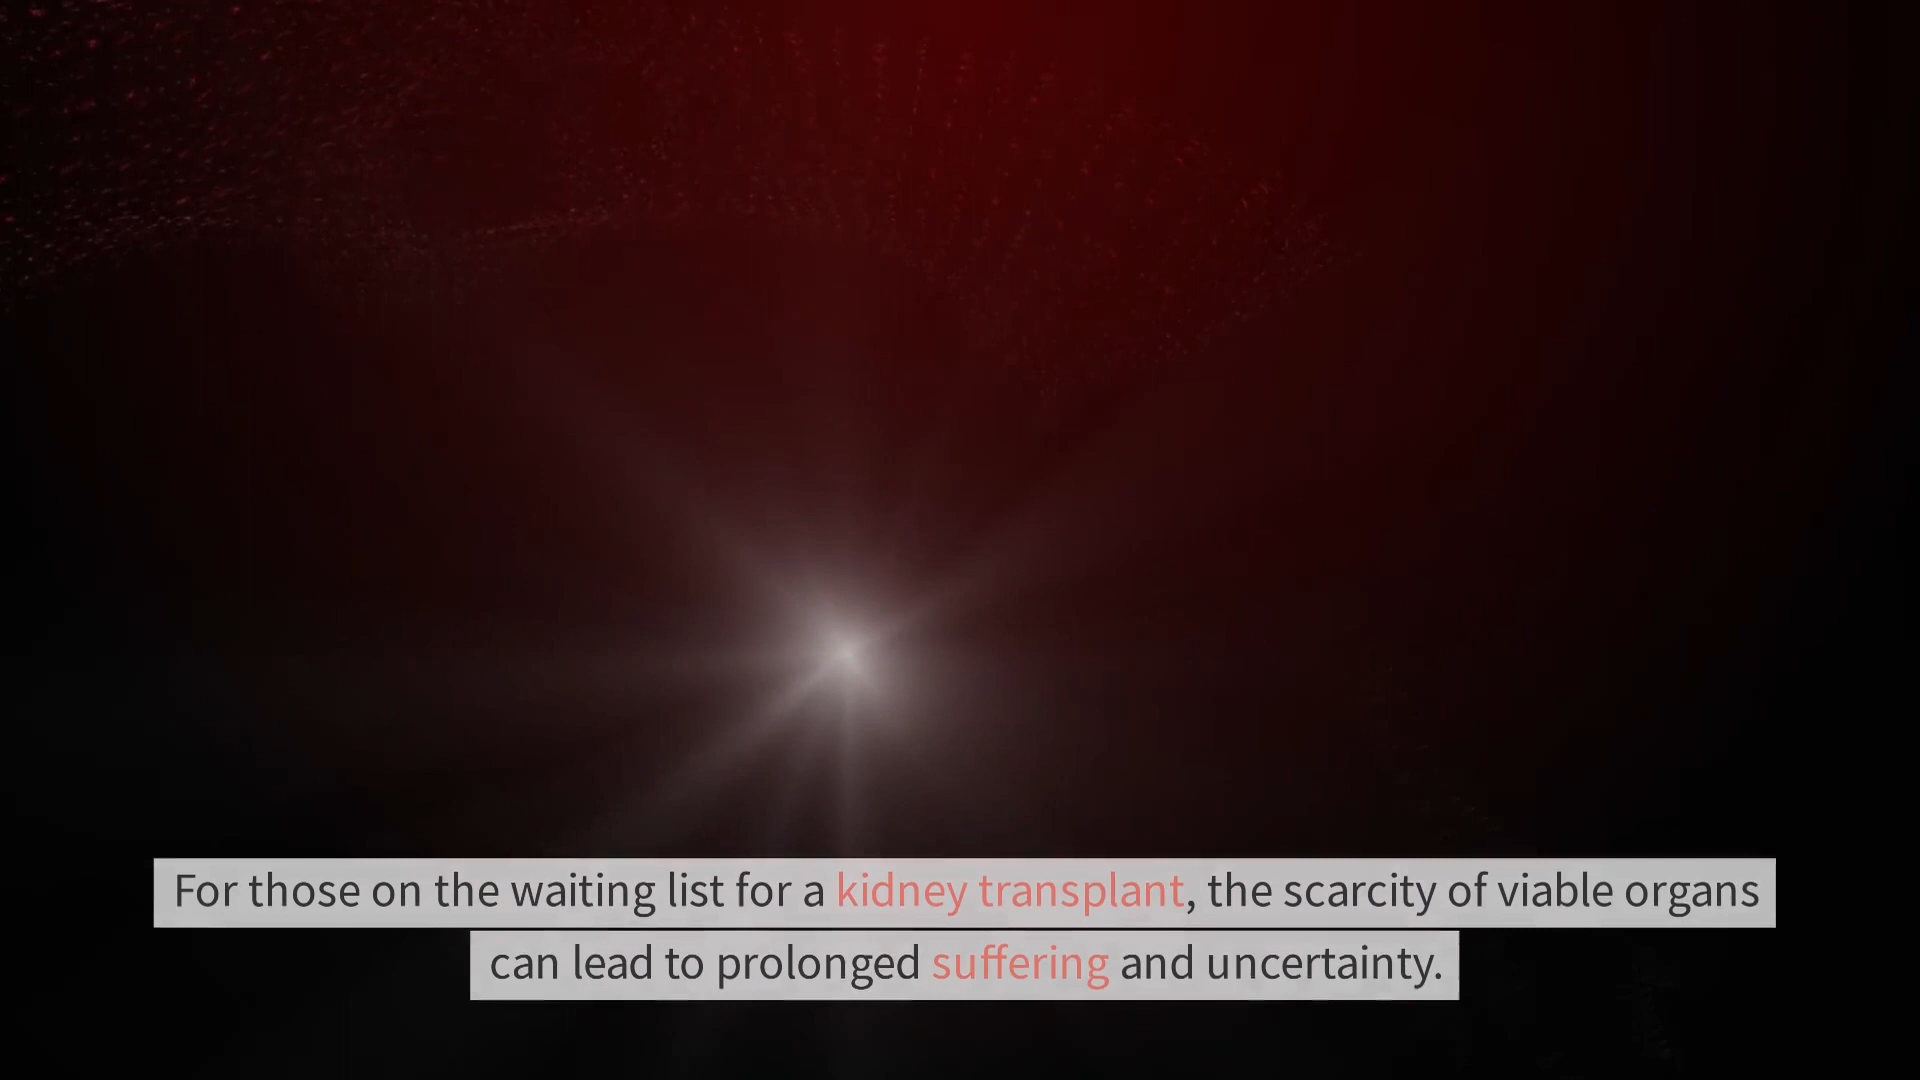 For those on the waiting list for a kidney transplant, the scarcity of viable organs
can lead to prolonged suffering and uncertainty.